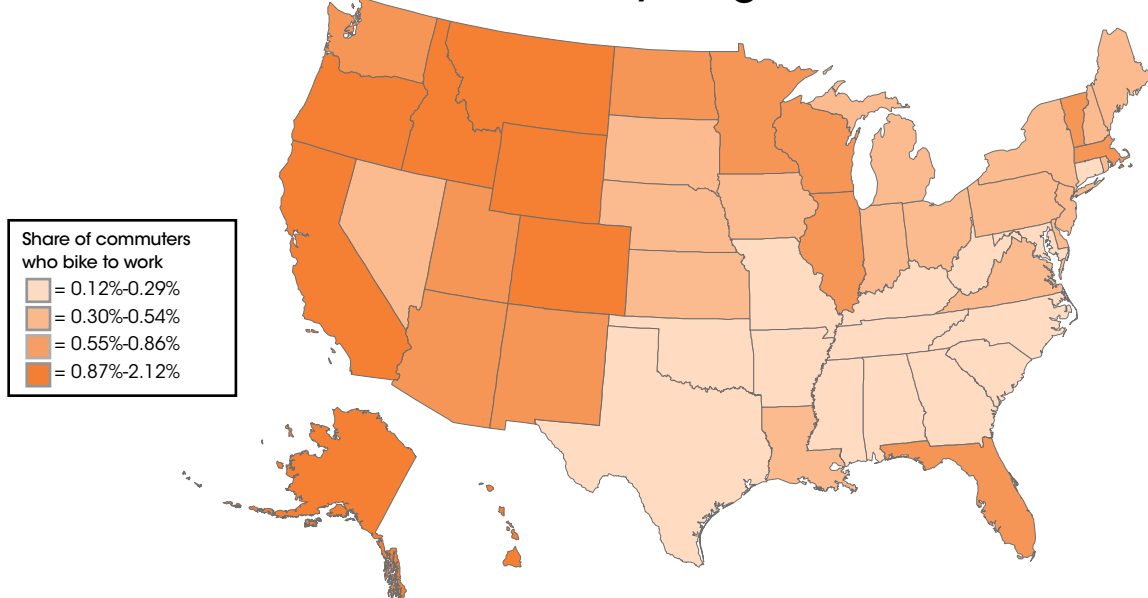 Share of commuters
who bike to work
= 0.12%-0.29%
= 0.30%-0.54%
= 0.55%-0.86%
= 0.87%-2.12%